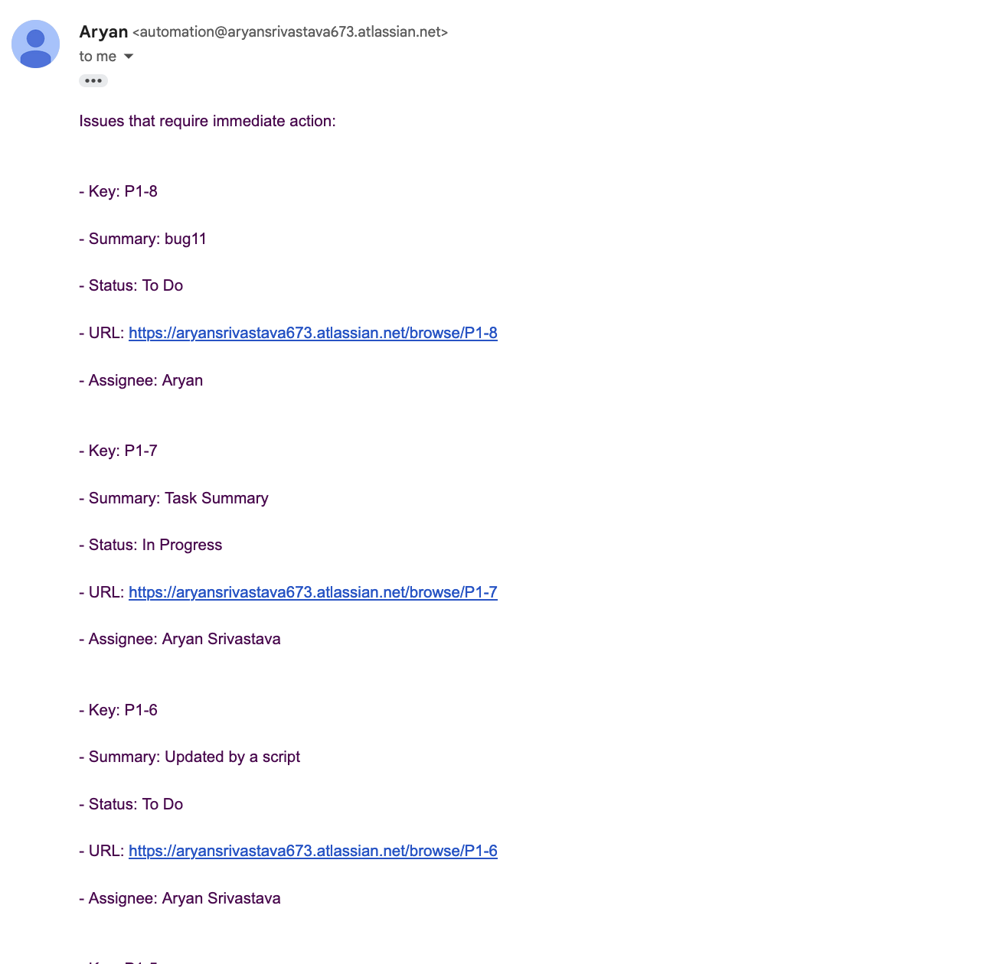 Aryan <automation@aryansrivastava673.atlassian.net>
to me
Issues that require immediate action:
- Key: P1-8
- Summary: bug11
- Status: To Do
- URL: https://aryansrivastava673.atlassian.net/browse/P1-8
- Assignee: Aryan
- Key: P1-7
- Summary: Task Summary
- Status: In Progress
- URL: https://aryansrivastava673.atlassian.net/browse/P1-7
- Assignee: Aryan Srivastava
- Key: P1-6
- Summary: Updated by a script
- Status: To Do
- URL: https://aryansrivastava673.atlassian.net/browse/P1-6
- Assignee: Aryan Srivastava